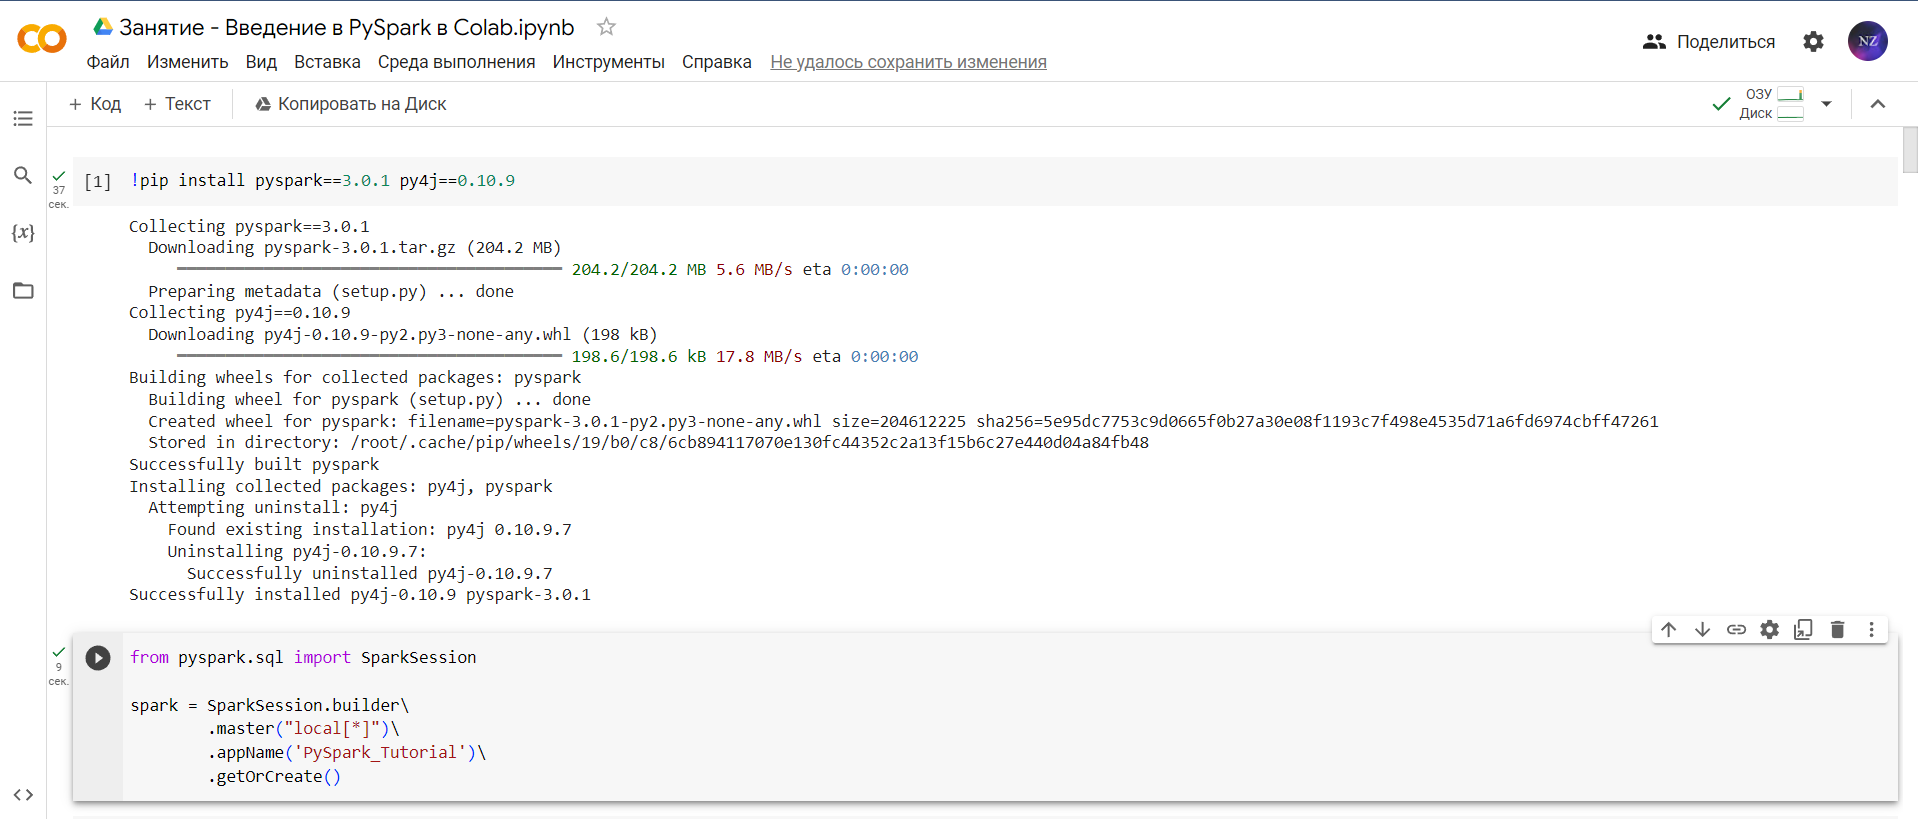 Занятие - Введение в PySpark в Colab.ipynb
Файл Изменить Вид Вставка Среда выполнения Инструменты Справка Не удалось сохранить изменения
Поделиться
NZ
+ Код + Текст Копировать на Диск
ОЗУ
Диск
37
сек.
[1] !pip install pyspark==3.0.1 py4j==0.10.9
{x}
Collecting pyspark==3.0.1
Downloading pyspark-3.0.1.tar.gz (204.2 MB)
204.2/204.2 MB 5.6 MB/s eta 0:00:00
Preparing metadata (setup.py) ... done
Collecting py4j==0.10.9
Downloading py4j-0.10.9-py2.py3-none-any.whl (198 kB)
198.6/198.6 kB 17.8 MB/s eta 0:00:00
Building wheels for collected packages: pyspark
Building wheel for pyspark (setup.py) ... done
Created wheel for pyspark: filename=pyspark-3.0.1-py2.py3-none-any.whl size=204612225 sha256=5e95dc7753c9d0665f0b27a30e08f1193c7f498e4535d71a6fd6974cbff47261
Stored in directory: /root/.cache/pip/wheels/19/b0/c8/6cb894117070e130fc44352c2a13f15b6c27e440d04a84fb48
Successfully built pyspark
Installing collected packages: py4j, pyspark
Attempting uninstall: py4j
Found existing installation: py4j 0.10.9.7
Uninstalling py4j-0.10.9.7:
Successfully uninstalled py4j-0.10.9.7
Successfully installed py4j-0.10.9 pyspark-3.0.1
9
сек.
from pyspark.sql import SparkSession
spark = SparkSession.builder\
.master("local[*]")\
.appName('PySpark_Tutorial')\
.getOrCreate()